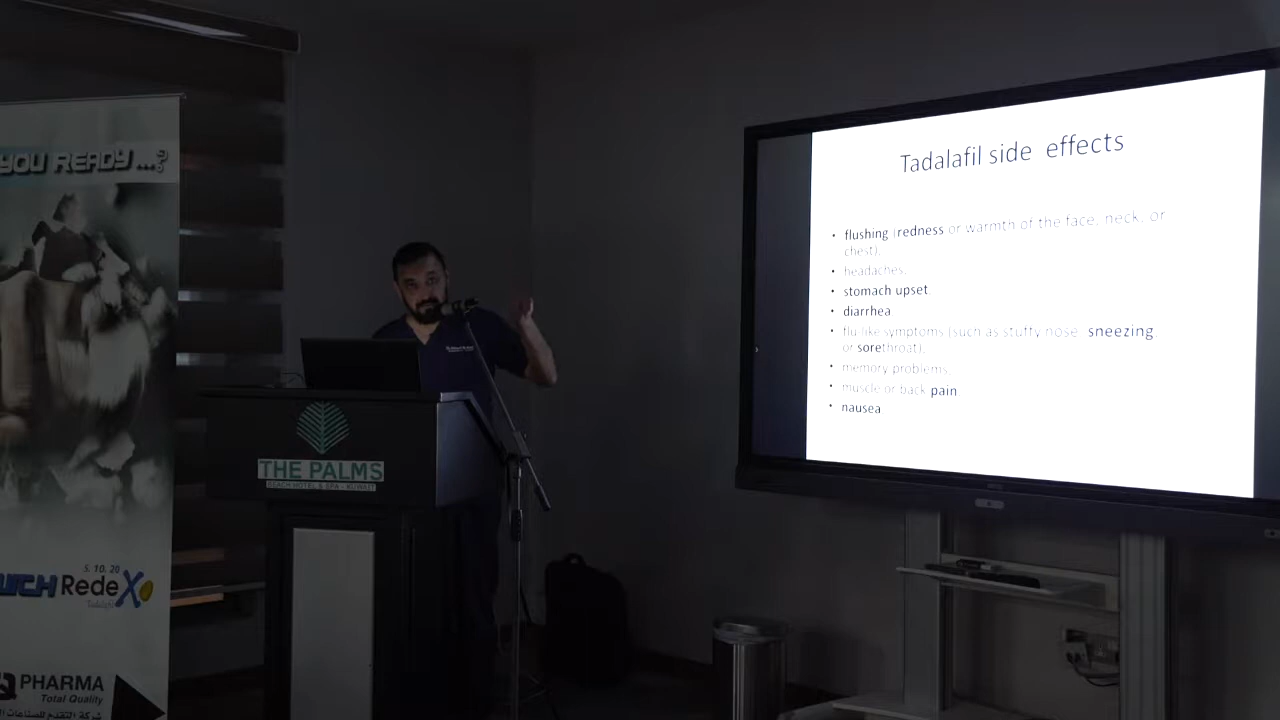 YOU READY ...?
5. 10. 20
RedeX
Tadalafil
PHARMA
Total Quality
THE PALMS
BEACH HOTEL & SPA - KUWAIT
Tadalafil side effects
• flushing (redness or warmth of the face, neck, or
chest).
• headaches.
• stomach upset.
• diarrhea
• flu-like symptoms (such as stuffy nose sneezing,
or sorethroat).
• memory problems.
• muscle or back pain
• nausea